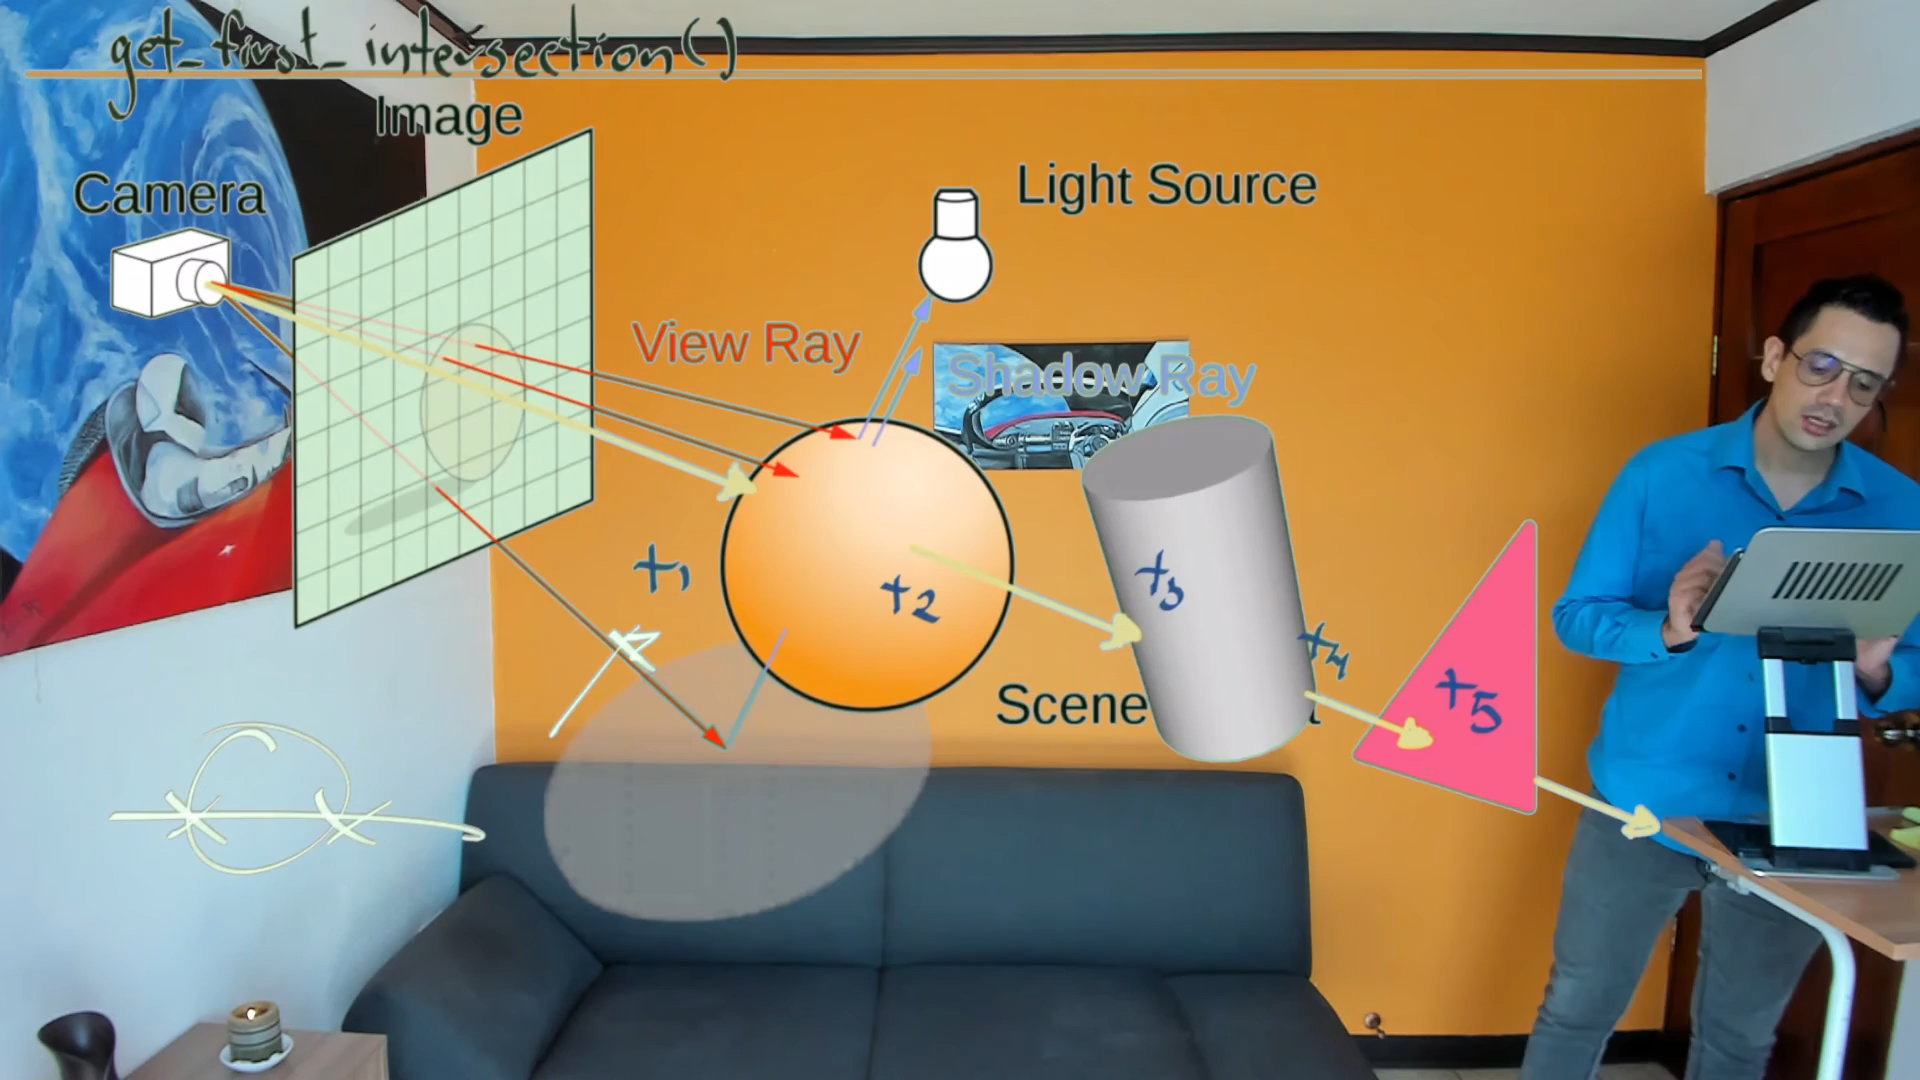 get_first_intersection()
Image
Camera
Light Source
View Ray
Shadow Ray
t1
t2
t3
t4
t5
Scene